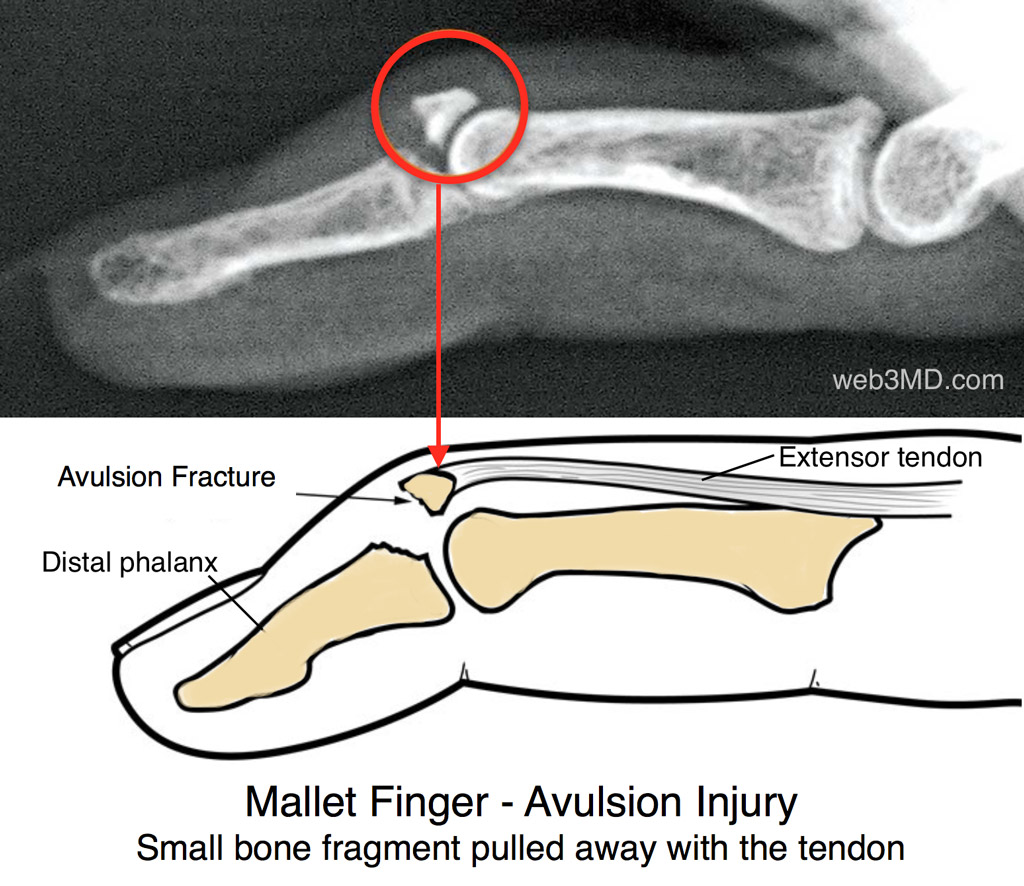 web3MD.com
Extensor tendon
Avulsion Fracture
Distal phalanx
Mallet Finger - Avulsion Injury
Small bone fragment pulled away with the tendon